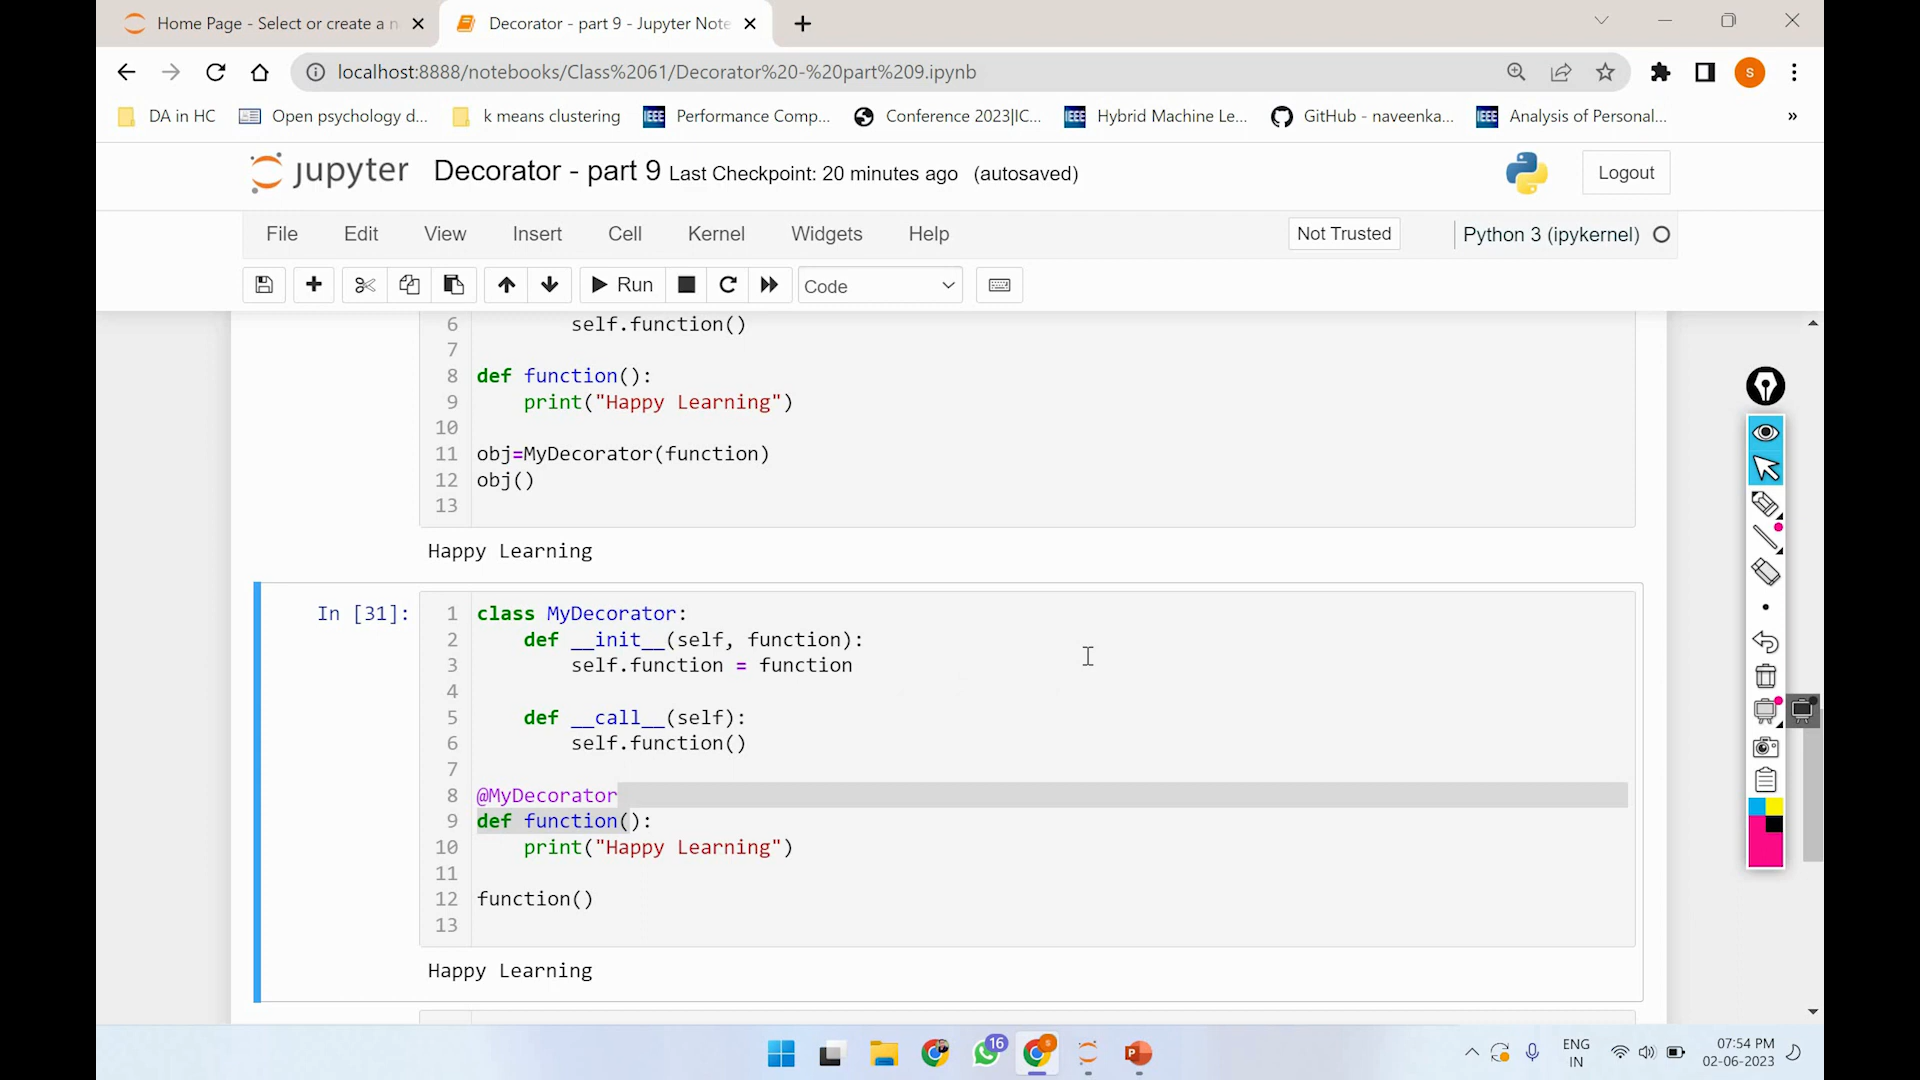 Home Page - Select or create a n
Decorator - part 9 - Jupyter Note
localhost:8888/notebooks/Class%2061/Decorator%20-%20part%209.ipynb
S
DA in HC
Open psychology d...
k means clustering
IEEE
Performance Comp...
Conference 2023|IC...
IEEE
Hybrid Machine Le...
GitHub - naveenka...
IEEE
Analysis of Personal...
»
jupyter
Decorator - part 9
Last Checkpoint: 20 minutes ago
(autosaved)
Logout
File
Edit
View
Insert
Cell
Kernel
Widgets
Help
Not Trusted
Python 3 (ipykernel)
Run
Code
6 self.function()
7
8 def function():
9 print("Happy Learning")
10
11 obj=MyDecorator(function)
12 obj()
13
Happy Learning
In [31]:
1 class MyDecorator:
2 def __init__(self, function):
3 self.function = function
4
5 def __call__(self):
6 self.function()
7
8 @MyDecorator
9 def function():
10 print("Happy Learning")
11
12 function()
13
Happy Learning
16
S
P
ENG
IN
07:54 PM
02-06-2023